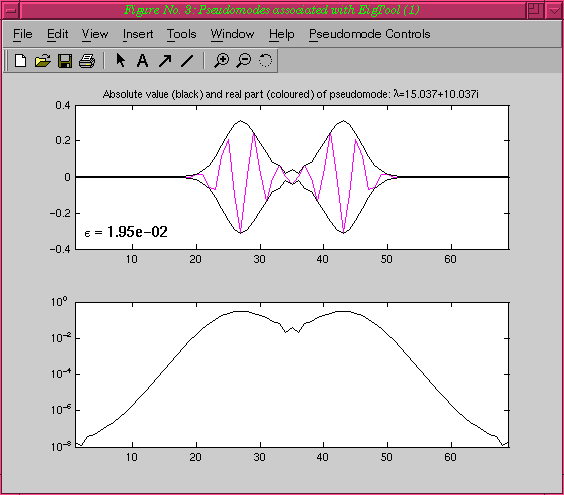 Figure No. 3: Pseudomodes associated with EigTool (1)
File Edit View Insert Tools Window Help Pseudomode Controls
Absolute value (black) and real part (coloured) of pseudomode: λ=15.037+10.037i
0.4
0.2
0
−0.2
−0.4
ε = 1.95e−02
10 20 30 40 50 60
10⁰
10⁻²
10⁻⁴
10⁻⁶
10⁻⁸
10 20 30 40 50 60